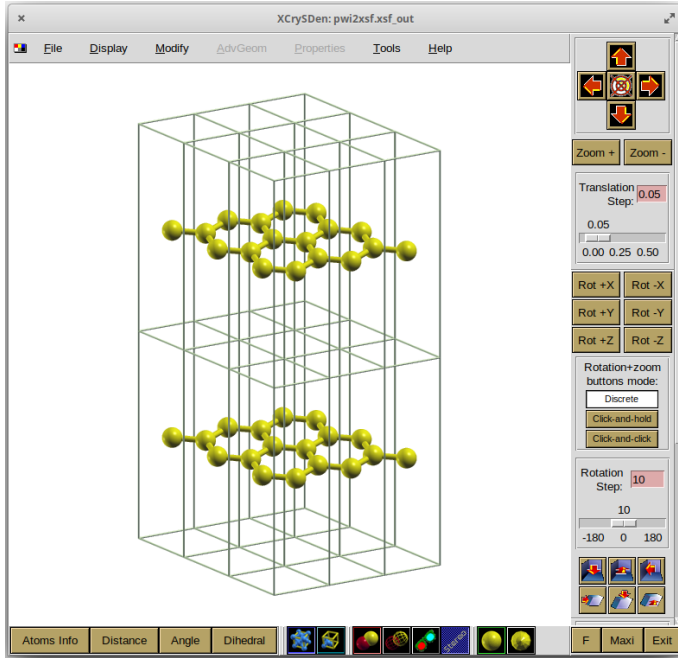 XCrySDen: pwi2xsf.xsf_out
File Display Modify AdvGeom Properties Tools Help
Zoom + Zoom -
Translation
Step: 0.05
0.05
0.00 0.25 0.50
Rot +X Rot -X
Rot +Y Rot -Y
Rot +Z Rot -Z
Rotation+zoom
buttons mode:
Discrete
Click-and-hold
Click-and-click
Rotation
Step: 10
10
-180 0 180
Atoms Info Distance Angle Dihedral Stereo F Maxi Exit